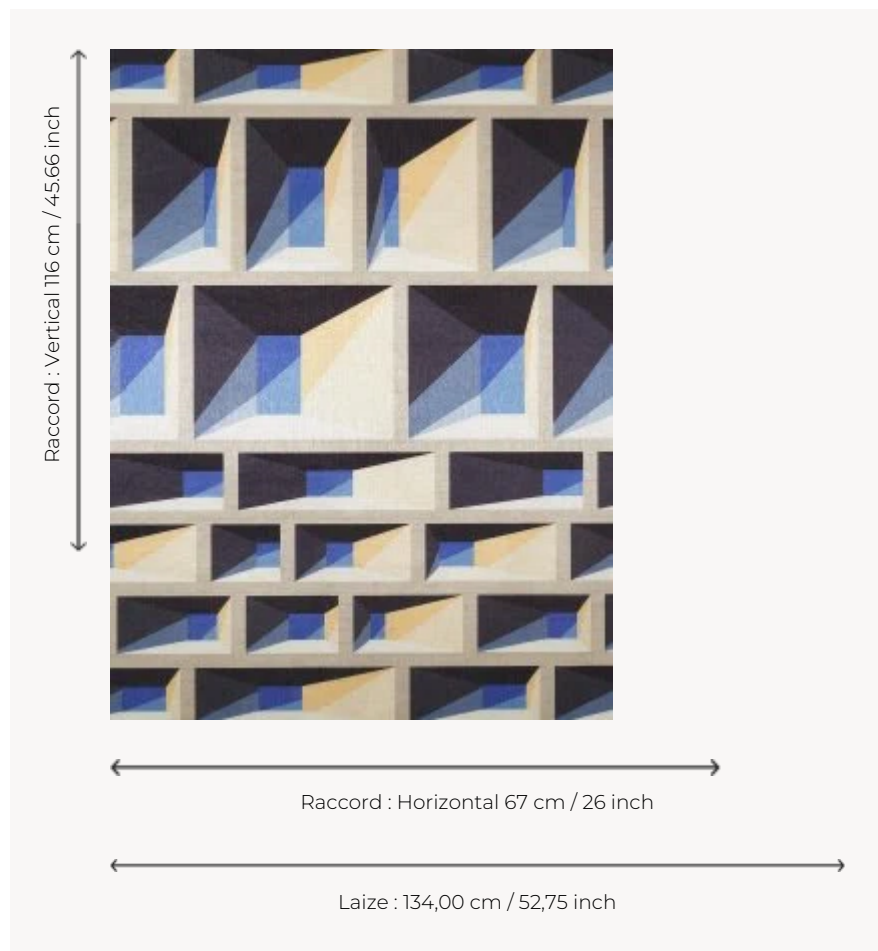 Raccord : Vertical 116 cm / 45.66 inch
Raccord : Horizontal 67 cm / 26 inch
Laize : 134,00 cm / 52,75 inch